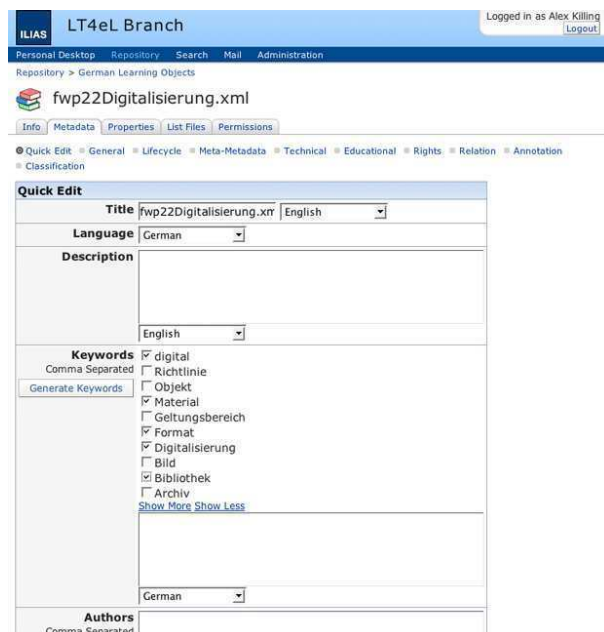 Logged in as Alex Killing
ILIAS
LT4eL Branch
Logout
Personal Desktop Repository Search Mail Administration
Repository > German Learning Objects
fwp22Digitalisierung.xml
Info Metadata Properties List Files Permissions
Quick Edit General Lifecycle Meta-Metadata Technical Educational Rights Relation Annotation
Classification
Quick Edit
Title fwp22Digitalisierung.xm English
Language German
Description
English
Keywords
Comma Separated
Generate Keywords
digital
Richtlinie
Objekt
Material
Geltungsbereich
Format
Digitalisierung
Bild
Bibliothek
Archiv
Show More Show Less
German
Authors
Comma Separated